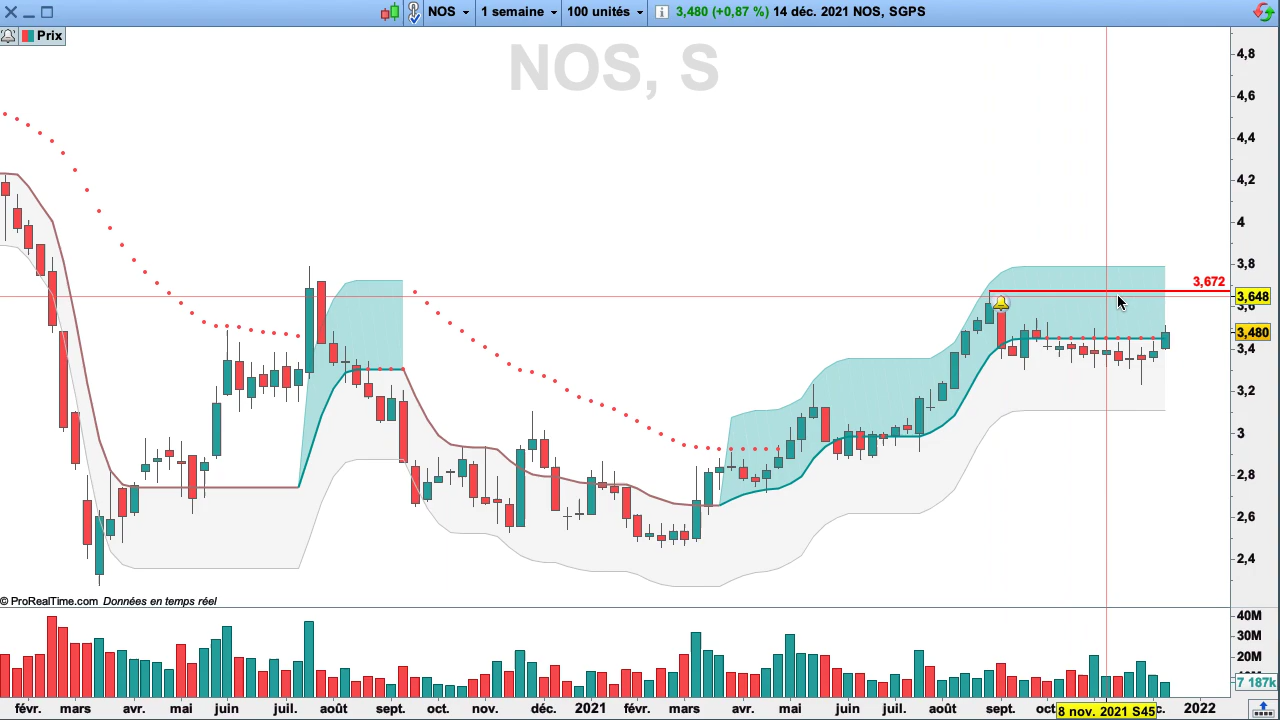 NOS 1 semaine 100 unités 3,480 (+0,87 %) 14 déc. 2021 NOS, SGPS
Prix
NOS, S
4,8
4,6
4,4
4,2
4
3,8
3,672
3,648
3,6
3,480
3,4
3,2
3
2,8
2,6
2,4
© ProRealTime.com Données en temps réel
40M
30M
20M
7 187k
févr. mars avr. mai juin juil. août sept. oct. nov. déc. 2021 févr. mars avr. mai juin juil. août sept. oct 8 nov. 2021 S45 c. 2022